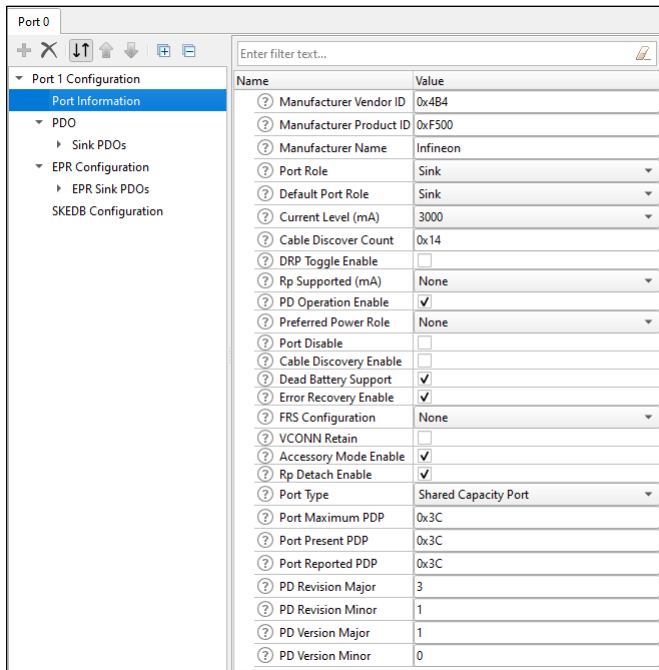 Port 0
Enter filter text...
Port 1 Configuration
Port Information
PDO
Sink PDOs
EPR Configuration
EPR Sink PDOs
SKEDB Configuration
Name Value
Manufacturer Vendor ID 0x4B4
Manufacturer Product ID 0xF500
Manufacturer Name Infineon
Port Role Sink
Default Port Role Sink
Current Level (mA) 3000
Cable Discover Count 0x14
DRP Toggle Enable
Rp Supported (mA) None
PD Operation Enable
Preferred Power Role None
Port Disable
Cable Discovery Enable
Dead Battery Support
Error Recovery Enable
FRS Configuration None
VCONN Retain
Accessory Mode Enable
Rp Detach Enable
Port Type Shared Capacity Port
Port Maximum PDP 0x3C
Port Present PDP 0x3C
Port Reported PDP 0x3C
PD Revision Major 3
PD Revision Minor 1
PD Version Major 1
PD Version Minor 0